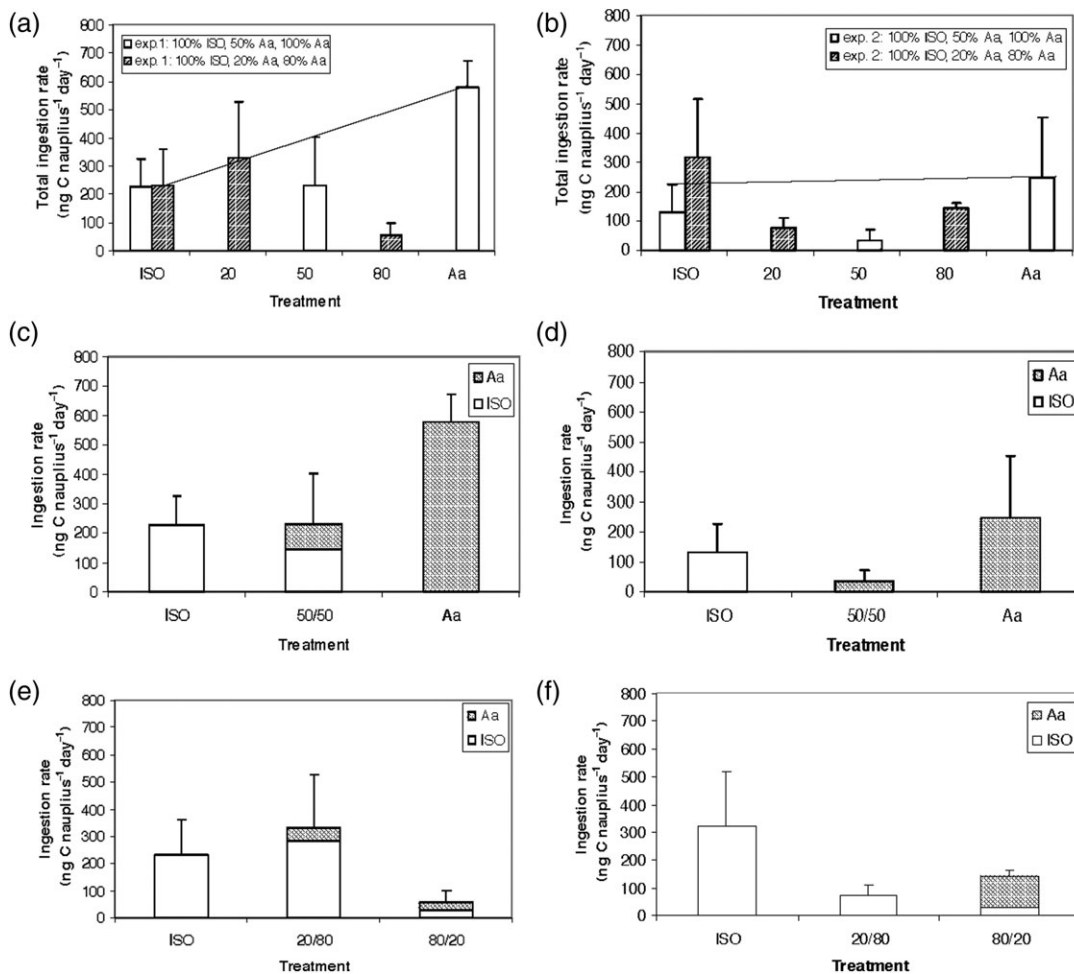 (a)
800
700
600
500
400
300
200
100
0
Total ingestion rate
(ng C nauplius⁻¹ day⁻¹)
exp.1: 100% ISO, 50% Aa, 100% Aa
exp. 1: 100% ISO, 20% Aa, 80% Aa
ISO 20 50 80 Aa
Treatment
(b)
800
700
600
500
400
300
200
100
0
Total ingestion rate
(ng C nauplius⁻¹ day⁻¹)
exp. 2: 100% ISO, 50% Aa, 100% Aa
exp. 2: 100% ISO, 20% Aa, 80% Aa
ISO 20 50 80 Aa
Treatment
(c)
800
700
600
500
400
300
200
100
0
Ingestion rate
(ng C nauplius⁻¹ day⁻¹)
Aa
ISO
ISO 50/50 Aa
Treatment
(d)
800
700
600
500
400
300
200
100
0
Ingestion rate
(ng C nauplius⁻¹ day⁻¹)
Aa
ISO
ISO 50/50 Aa
Treatment
(e)
800
700
600
500
400
300
200
100
0
Ingestion rate
(ng C nauplius⁻¹ day⁻¹)
Aa
ISO
ISO 20/80 80/20
Treatment
(f)
800
700
600
500
400
300
200
100
0
Ingestion rate
(ng C nauplius⁻¹ day⁻¹)
Aa
ISO
ISO 20/80 80/20
Treatment